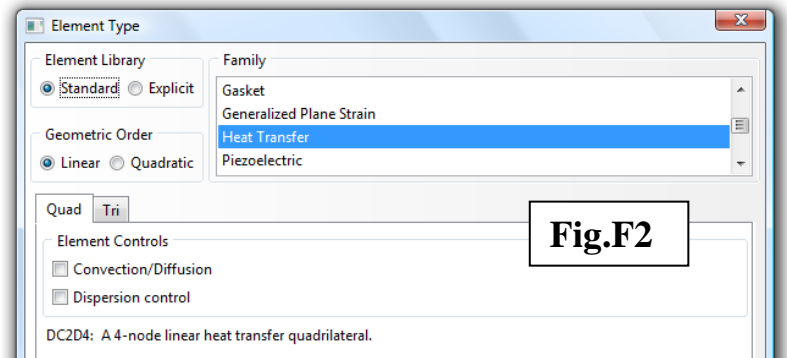 Element Type
Element Library
Standard
Explicit
Family
Gasket
Generalized Plane Strain
Heat Transfer
Piezoelectric
Geometric Order
Linear
Quadratic
Quad
Tri
Fig.F2
Element Controls
Convection/Diffusion
Dispersion control
DC2D4: A 4-node linear heat transfer quadrilateral.